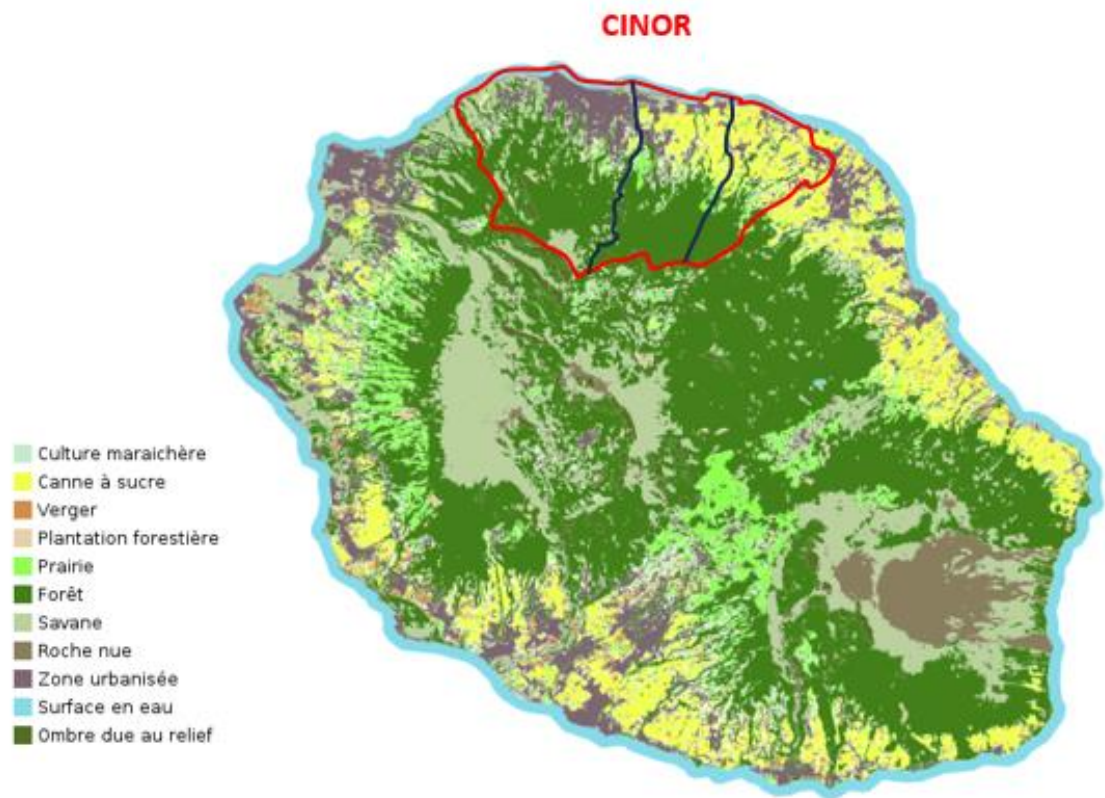 CINOR
Culture maraichère
Canne à sucre
Verger
Plantation forestière
Prairie
Forêt
Savane
Roche nue
Zone urbanisée
Surface en eau
Ombre due au relief